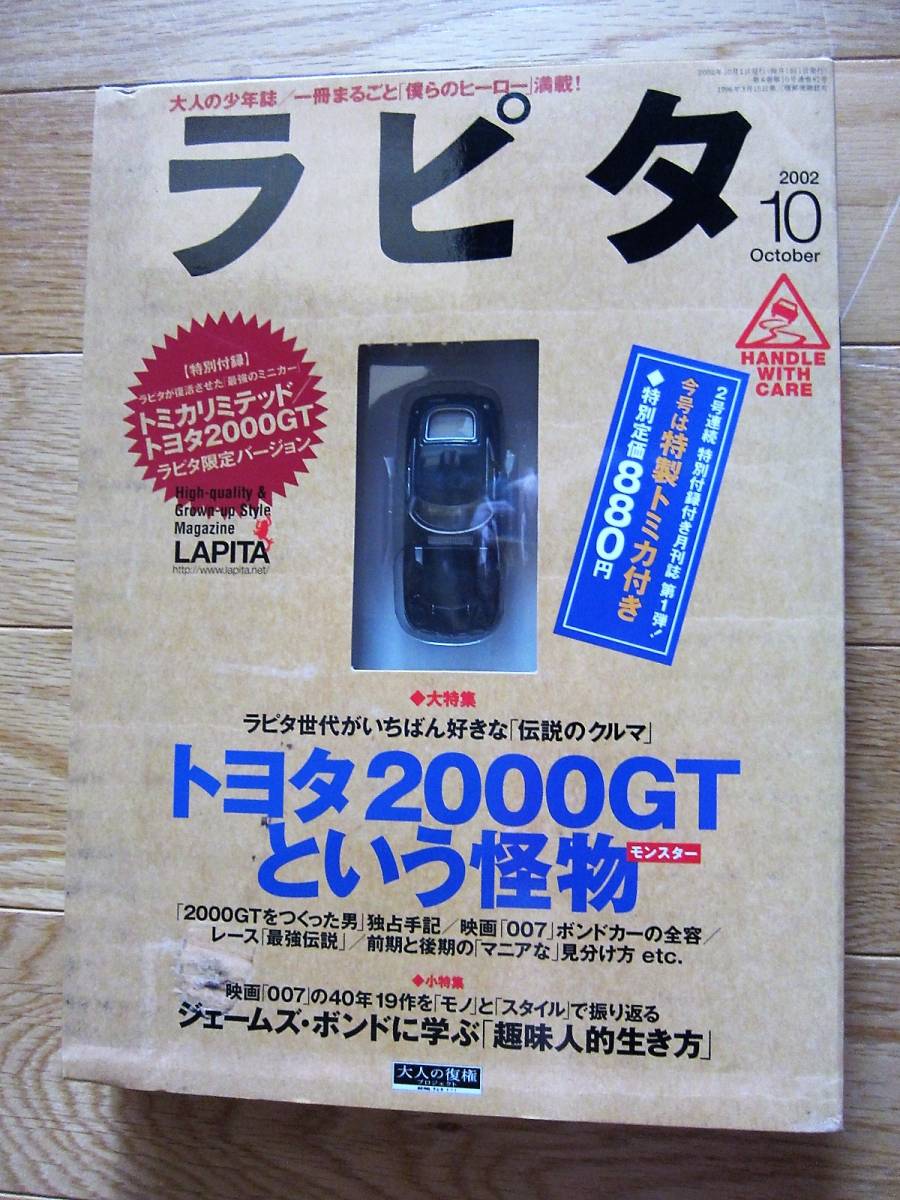 大人の少年誌／一冊まるごと「僕らのヒーロー」満載！
ラピタ
2002
10
October
HANDLE
WITH
CARE
【特別付録】
ラピタが復活させた「最強のミニカー」
トミカリミテッド／
トヨタ2000GT
ラピタ限定バージョン
High-quality &
Grown-up Style
Magazine
LAPITA
http://www.lapita.net/
2号連続 特別付録付き月刊誌 第1弾！
今号は特製トミカ付き
◆特別定価880円
◆大特集
ラピタ世代がいちばん好きな「伝説のクルマ」
トヨタ2000GT
という怪物
モンスター
「2000GTをつくった男」独占手記／映画「007」ボンドカーの全容／
レース「最強伝説」／前期と後期の「マニアな」見分け方 etc.
◆小特集
映画「007」の40年19作を「モノ」と「スタイル」で振り返る
ジェームズ・ボンドに学ぶ「趣味人的生き方」
大人の復権
プロジェクト